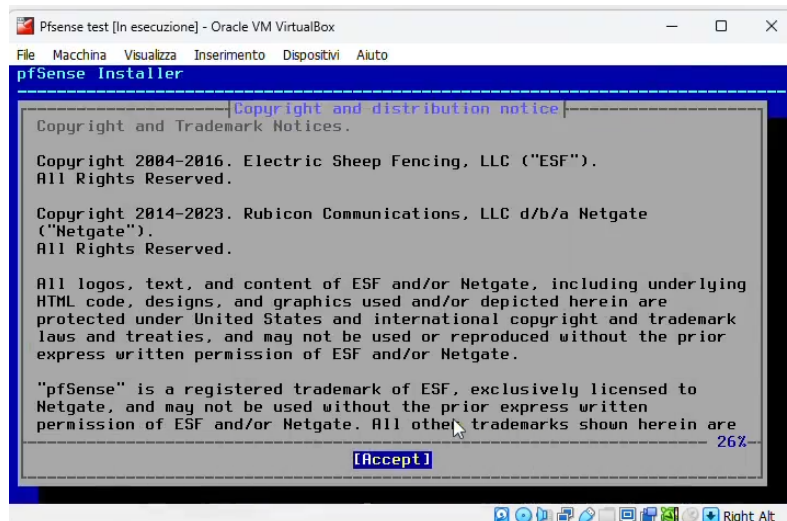 Pfsense test [In esecuzione] - Oracle VM VirtualBox
File Macchina Visualizza Inserimento Dispositivi Aiuto
pfSense Installer
Copyright and distribution notice
Copyright and Trademark Notices.
Copyright 2004-2016. Electric Sheep Fencing, LLC ("ESF").
All Rights Reserved.
Copyright 2014-2023. Rubicon Communications, LLC d/b/a Netgate
("Netgate").
All Rights Reserved.
All logos, text, and content of ESF and/or Netgate, including underlying
HTML code, designs, and graphics used and/or depicted herein are
protected under United States and international copyright and trademark
laws and treaties, and may not be used or reproduced without the prior
express written permission of ESF and/or Netgate.
"pfSense" is a registered trademark of ESF, exclusively licensed to
Netgate, and may not be used without the prior express written
permission of ESF and/or Netgate. All other trademarks shown herein are
26%
[Accept]
Right Alt